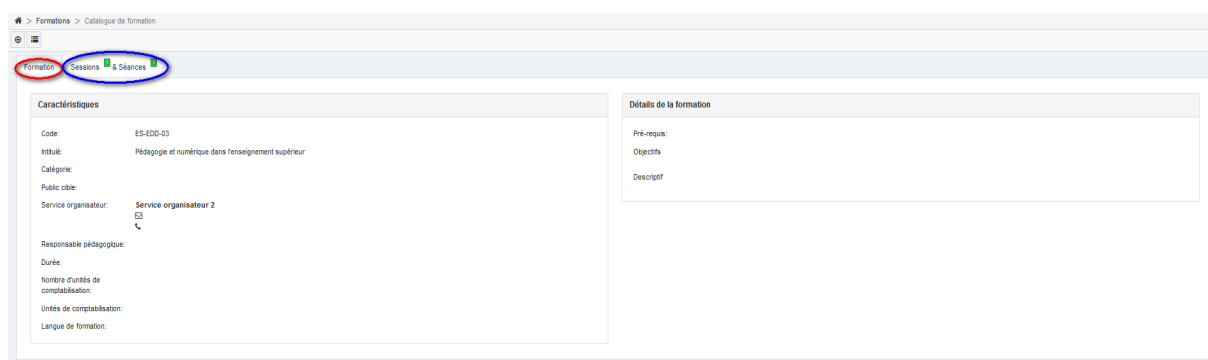 > Formations > Catalogue de formation
Formation Sessions 1 & Séances
Caractéristiques
Code: ES-EDD-03
Intitulé: Pédagogie et numérique dans l'enseignement supérieur
Catégorie:
Public cible:
Service organisateur: Service organisateur 2
Responsable pédagogique:
Durée:
Nombre d'unités de
comptabilisation:
Unités de comptabilisation:
Langue de formation:
Détails de la formation
Pré-requis:
Objectifs
Descriptif